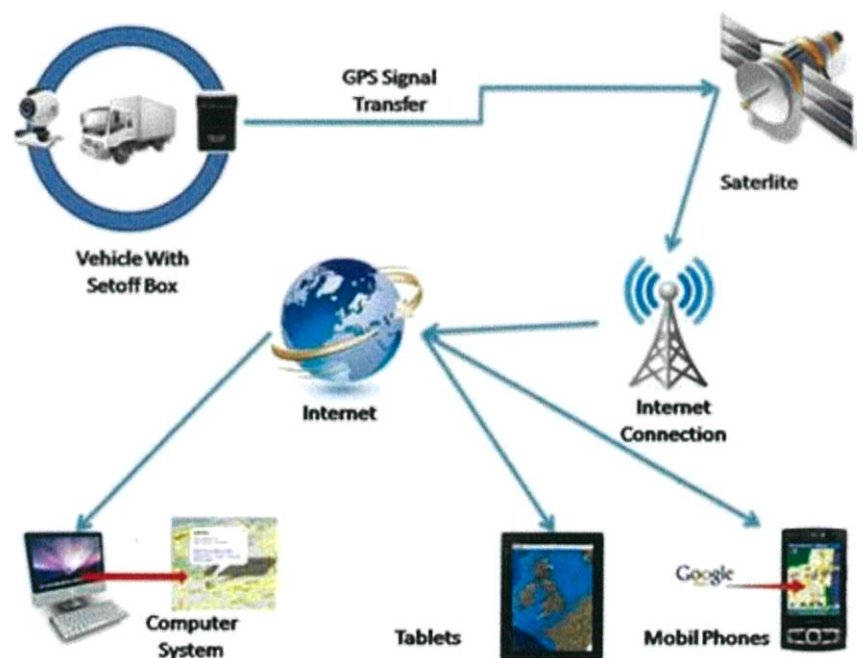 GPS Signal
Transfer
Saterlite
Vehicle With
Setoff Box
Internet
Internet
Connection
Google
Computer
System
Tablets
Mobil Phones